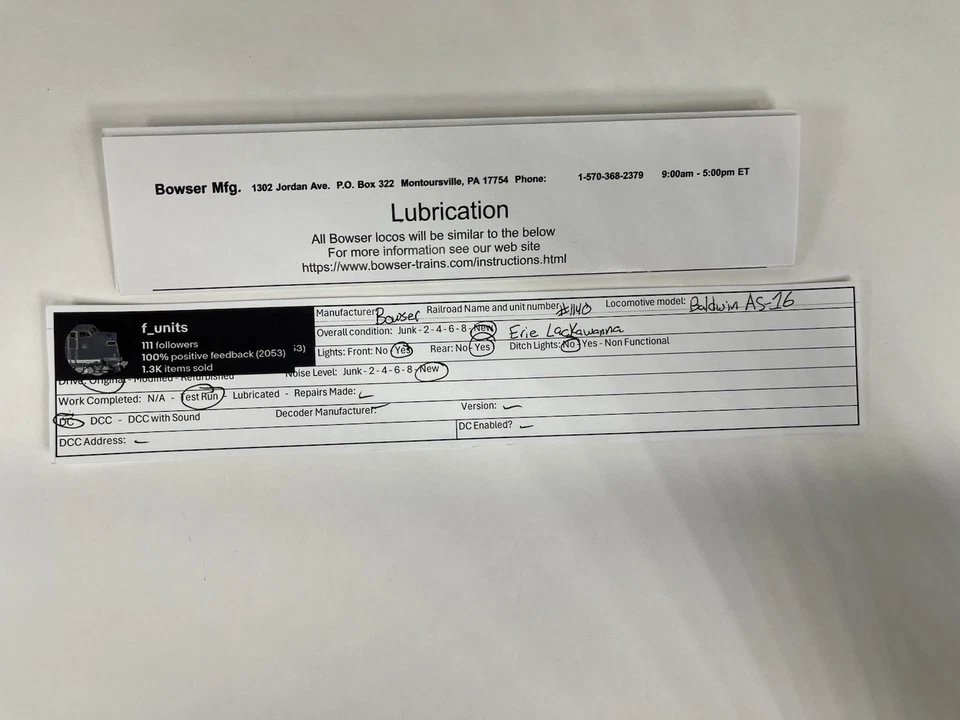 Bowser Mfg. 1302 Jordan Ave. P.O. Box 322 Montoursville, PA 17754 Phone: 1-570-368-2379 9:00am - 5:00pm ET
Lubrication
All Bowser locos will be similar to the below
For more information see our web site
https://www.bowser-trains.com/instructions.html
f_units
111 followers
100% positive feedback (2053)
1.3K items sold
Manufacturer: Bowser Railroad Name and unit number: #1140 Locomotive model: Baldwin AS-16
Overall condition: Junk - 2 - 4 - 6 - 8 - New Erie Lackawanna
Lights: Front: No - Yes Rear: No - Yes Ditch Lights: No - Yes - Non Functional
Drive: Original - Modified - Refurbished Noise Level: Junk - 2 - 4 - 6 - 8 - New
Work Completed: N/A - Test Run - Lubricated - Repairs Made:
DC - DCC - DCC with Sound Decoder Manufacturer: Version:
DCC Address: DC Enabled?